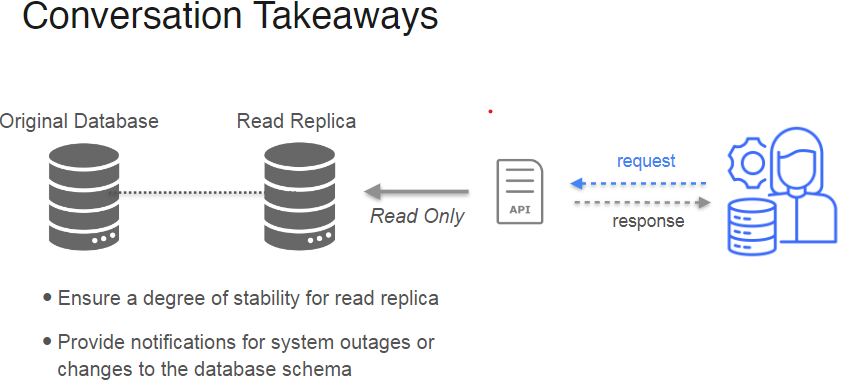 Conversation Takeaways
Original Database
Read Replica
Read Only
API
request
response
• Ensure a degree of stability for read replica
• Provide notifications for system outages or
changes to the database schema